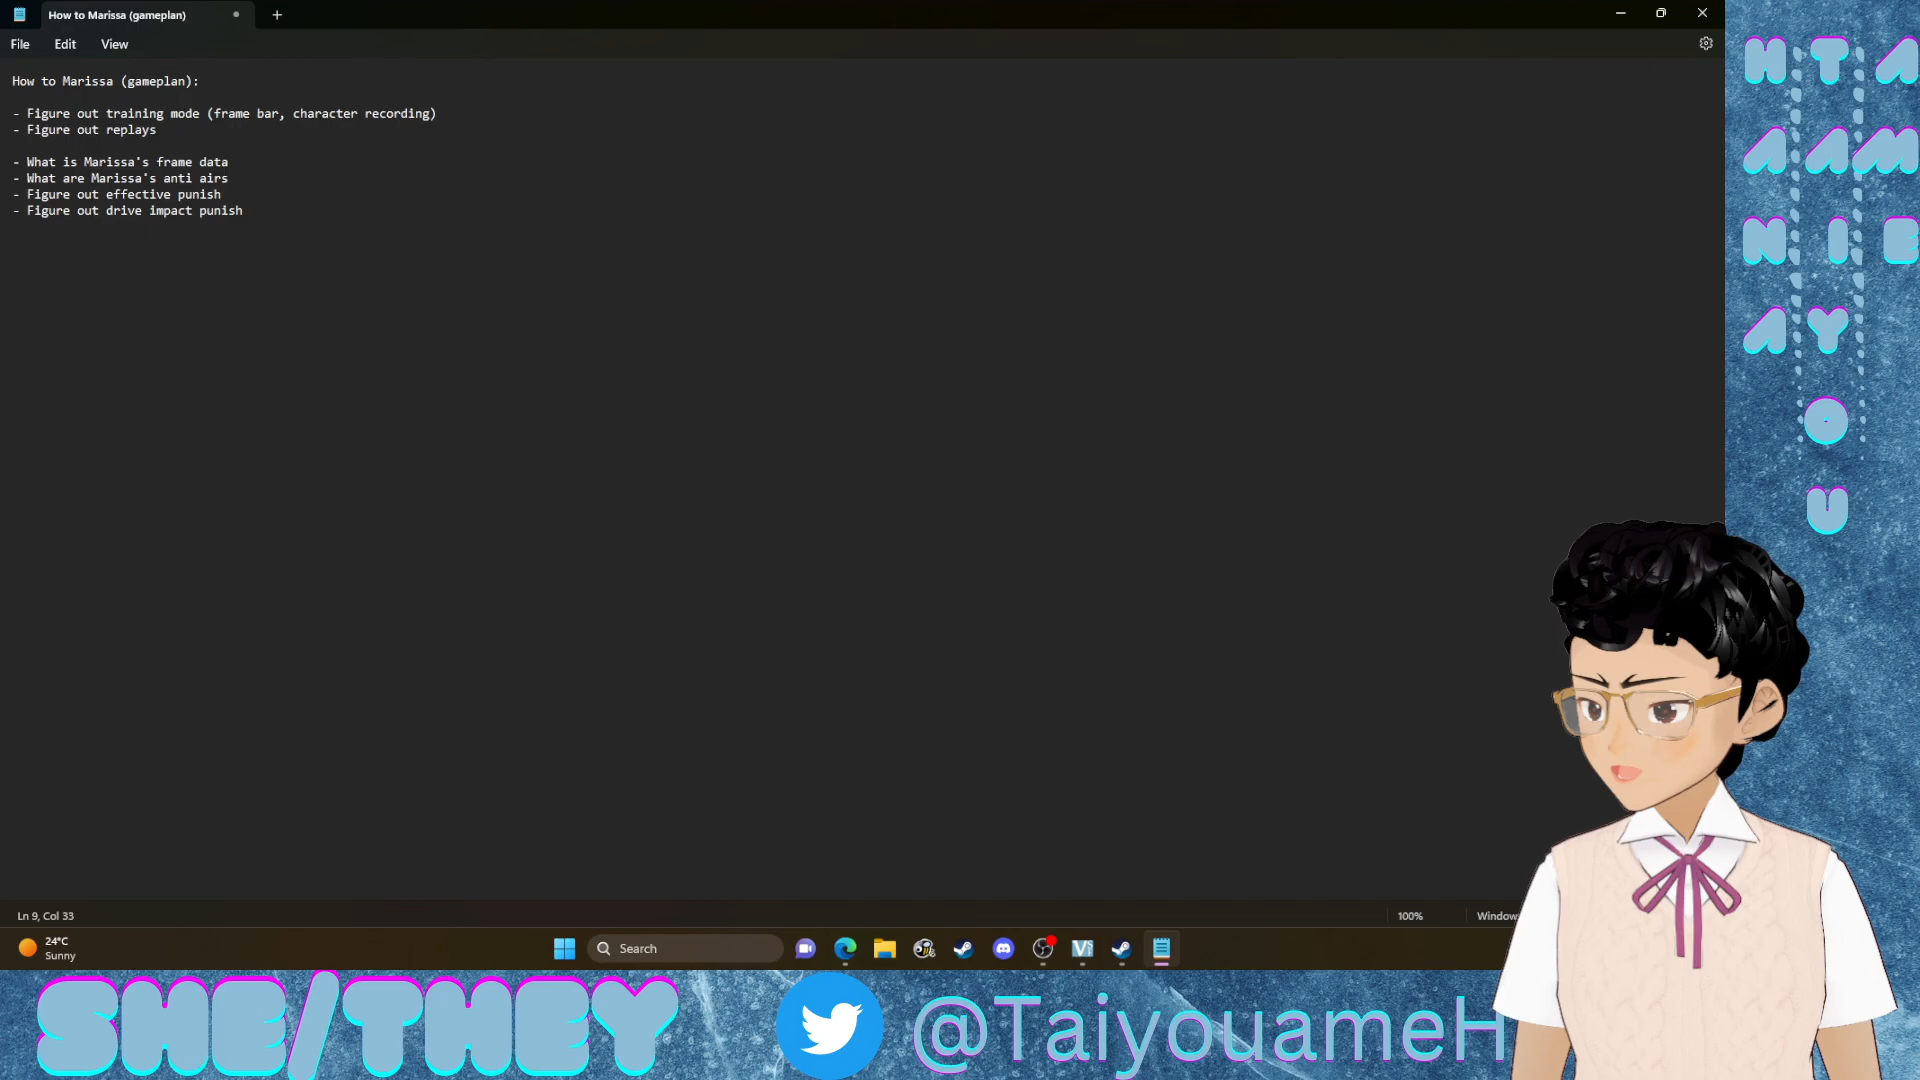 How to Marissa (gameplan)
File Edit View
How to Marissa (gameplan):
- Figure out training mode (frame bar, character recording)
- Figure out replays
- What is Marissa's frame data
- What are Marissa's anti airs
- Figure out effective punish
- Figure out drive impact punish
Ln 9, Col 33
100%
Window
24°C
Sunny
Search
H T A
A A M
N I E
A Y
O
U
SHE/THEY
@TaiyouameH